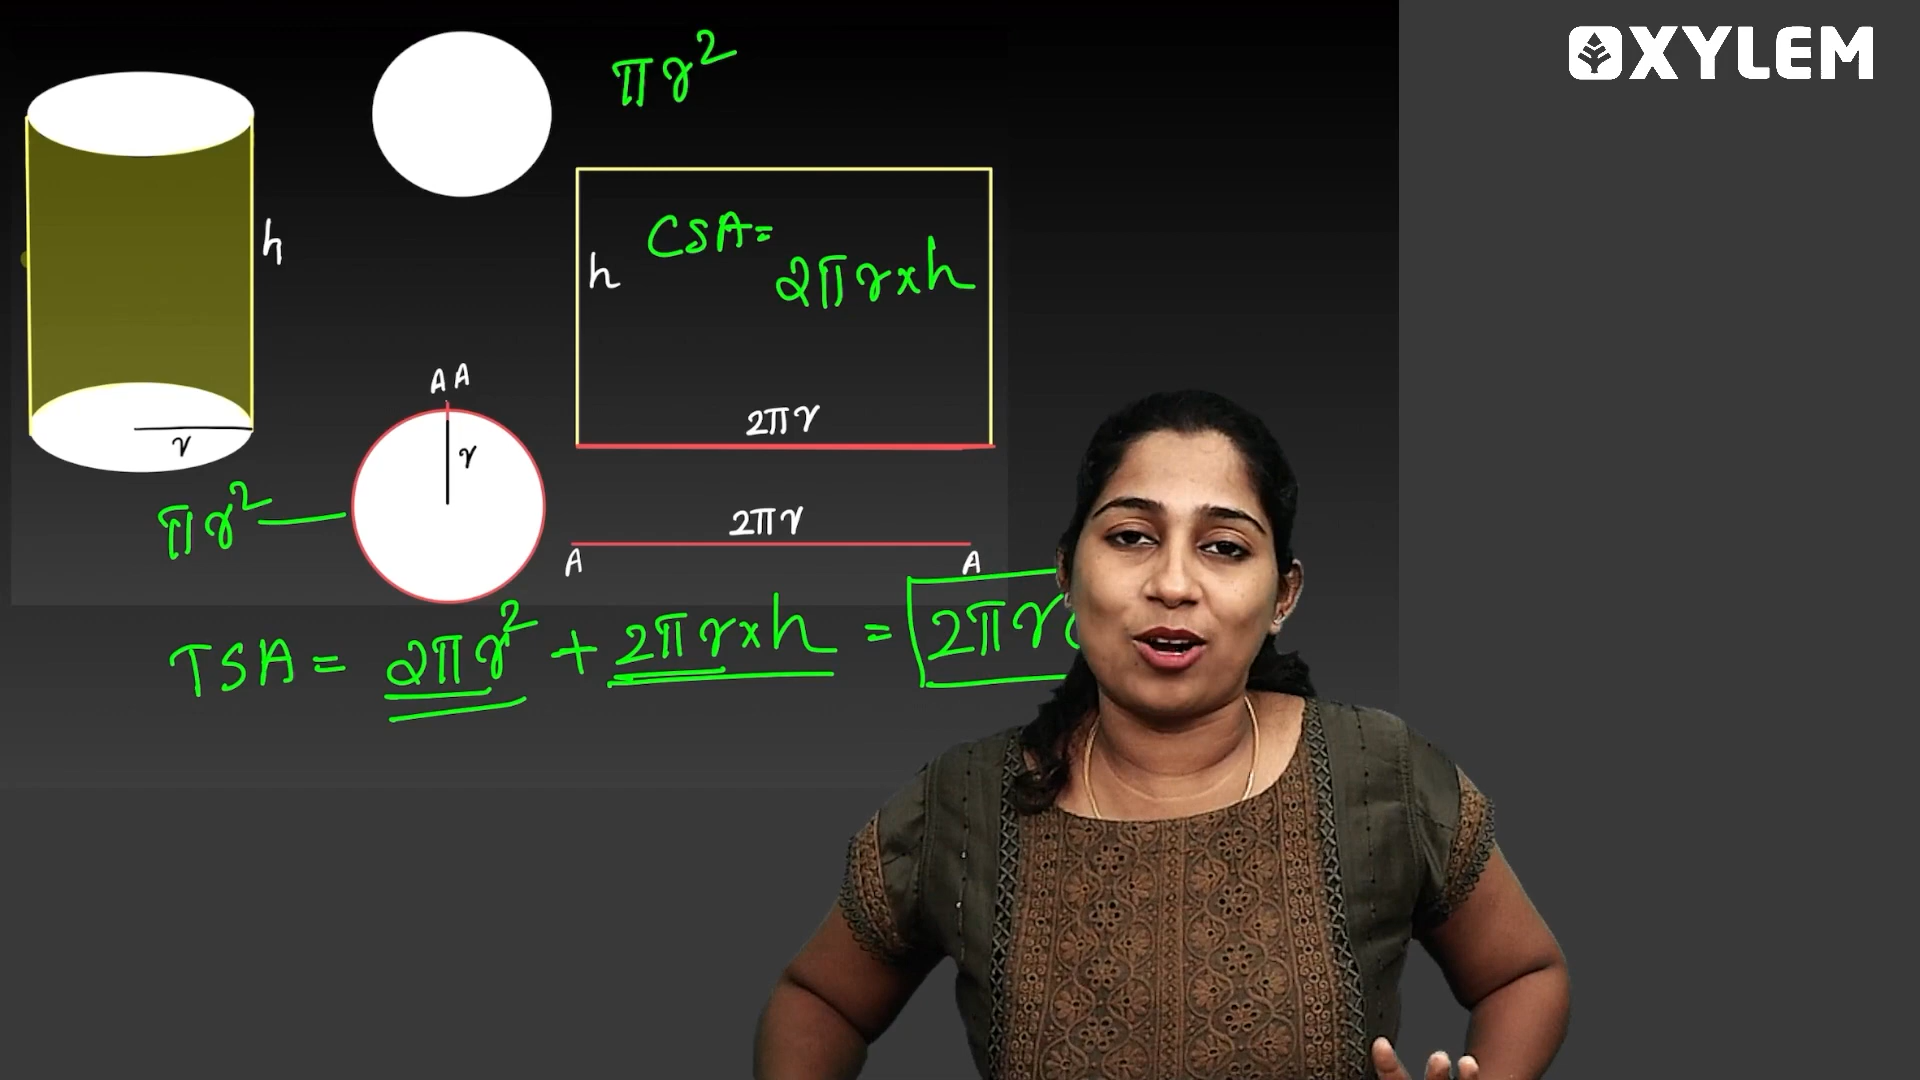 OXYLEM
πr²
h
CSA=
2πr×h
h
A A
2πr
r
r
πr²
2πr
A
A
TSA = 2πr² + 2πr×h = 2πr(